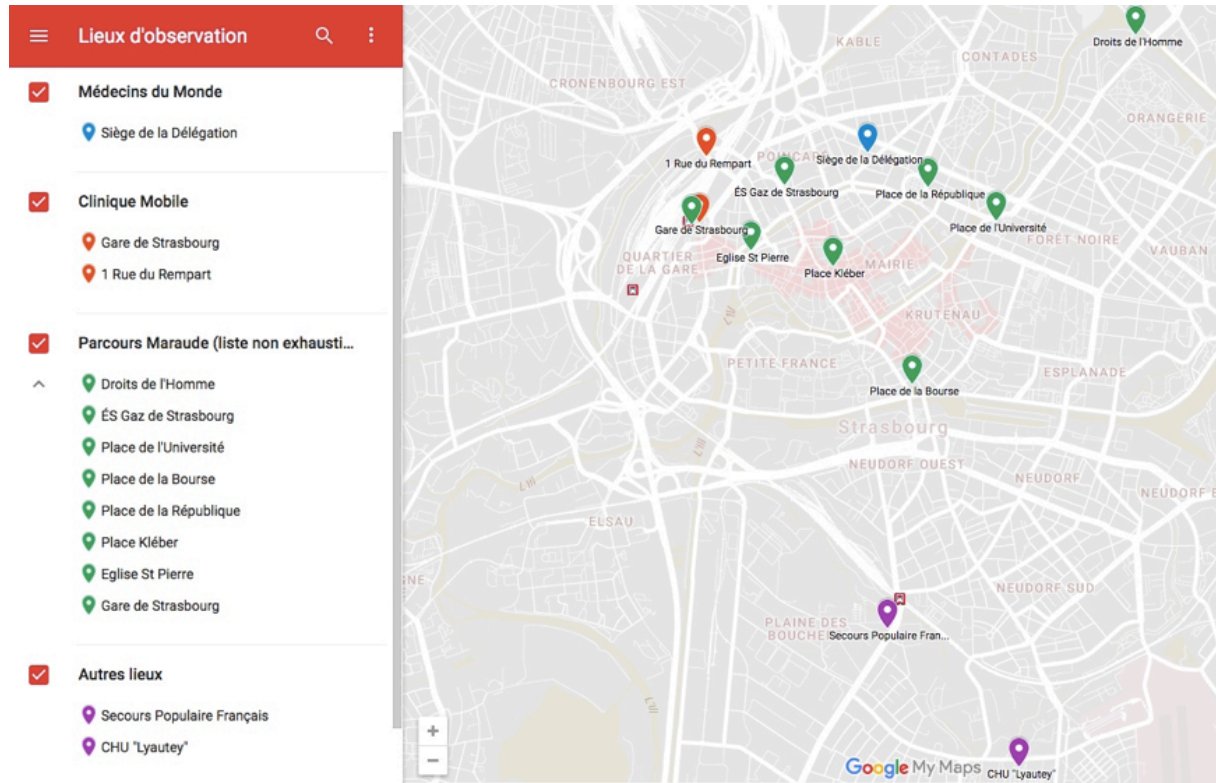 Lieux d'observation
Médecins du Monde
Siège de la Délégation
Clinique Mobile
Gare de Strasbourg
1 Rue du Rempart
Parcours Maraude (liste non exhausti...
Droits de l'Homme
ÉS Gaz de Strasbourg
Place de l'Université
Place de la Bourse
Place de la République
Place Kléber
Eglise St Pierre
Gare de Strasbourg
Autres lieux
Secours Populaire Français
CHU "Lyautey"
KABLE
Droits de l'Homme
CONTADES
CRONENBOURG EST
ORANGERIE
1 Rue du Rempart
Siège de la Délégation
ÉS Gaz de Strasbourg
Place de la République
Gare de Strasbourg
Place de l'Université
FORÊT NOIRE
VAUBAN
QUARTIER
DE LA GARE
Eglise St Pierre
Place Kléber
MAIRIE
KRUTENAU
PETITE FRANCE
ESPLANADE
Place de la Bourse
Strasbourg
NEUDORF OUEST
NEUDORF
L'Ill
ELSAU
NEUDORF SUD
PLAINE DES
Secours Populaire Fran...
L'Ill
+
−
Google My Maps
CHU "Lyautey"